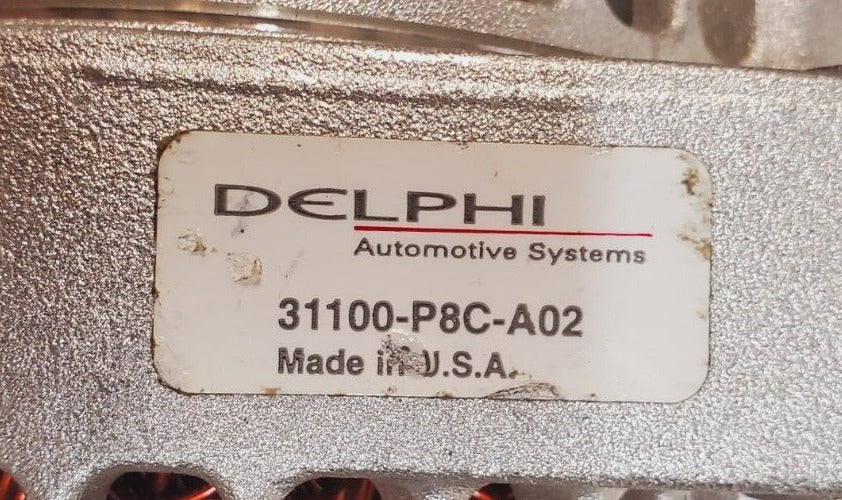 DELPHI
Automotive Systems
31100-P8C-A02
Made in U.S.A.